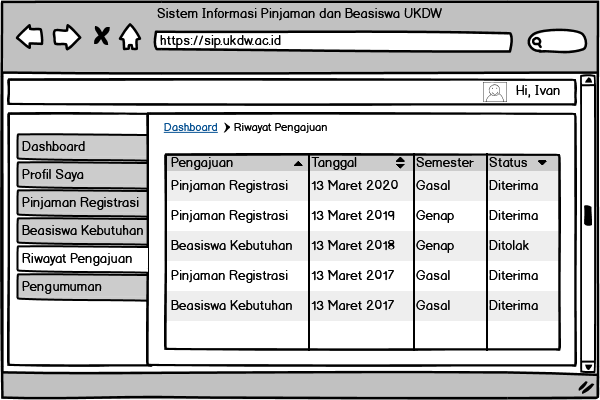 Sistem Informasi Pinjaman dan Beasiswa UKDW
https://sip.ukdw.ac.id
Hi, Ivan
Dashboard
Profil Saya
Pinjaman Registrasi
Beasiswa Kebutuhan
Riwayat Pengajuan
Pengumuman
Dashboard Riwayat Pengajuan
Pengajuan Tanggal Semester Status
Pinjaman Registrasi 13 Maret 2020 Gasal Diterima
Pinjaman Registrasi 13 Maret 2019 Genap Diterima
Beasiswa Kebutuhan 13 Maret 2018 Genap Ditolak
Pinjaman Registrasi 13 Maret 2017 Gasal Diterima
Beasiswa Kebutuhan 13 Maret 2017 Gasal Diterima